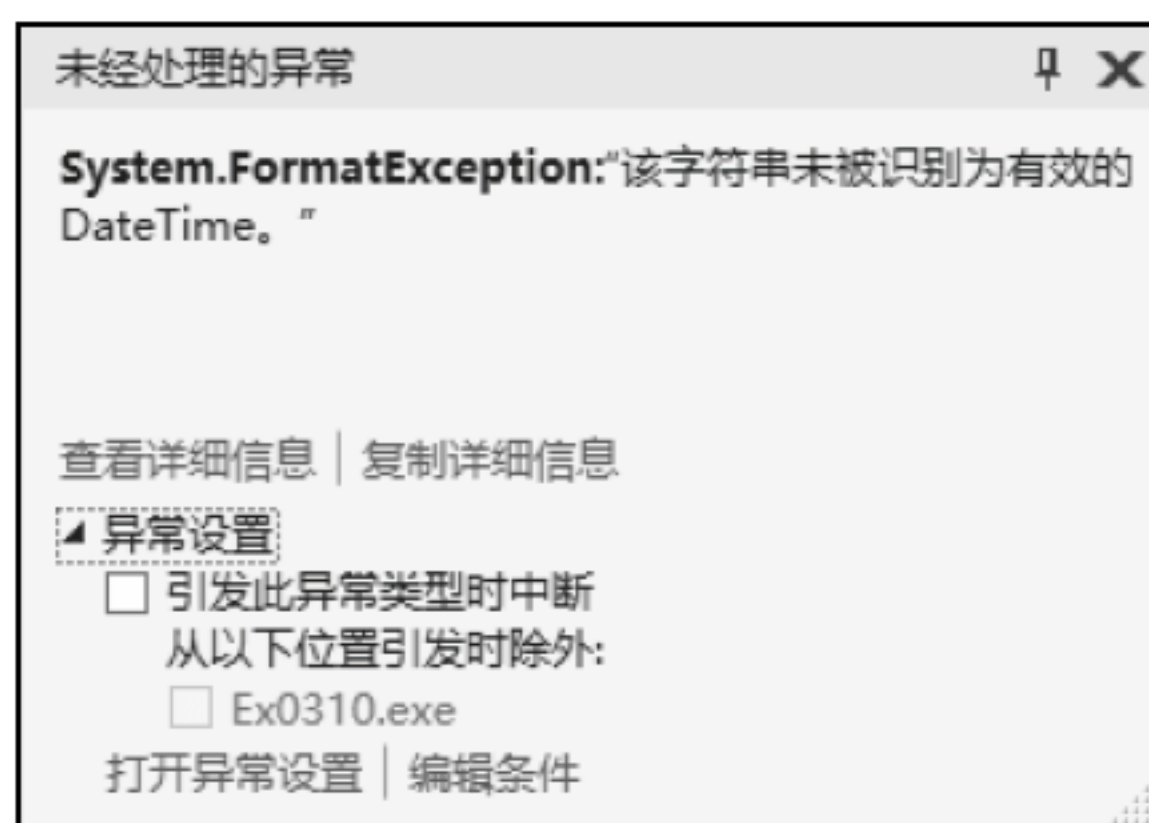 未经处理的异常
System.FormatException:“该字符串未被识别为有效的
DateTime。”
查看详细信息 | 复制详细信息
异常设置
引发此异常类型时中断
从以下位置引发时除外:
Ex0310.exe
打开异常设置 | 编辑条件